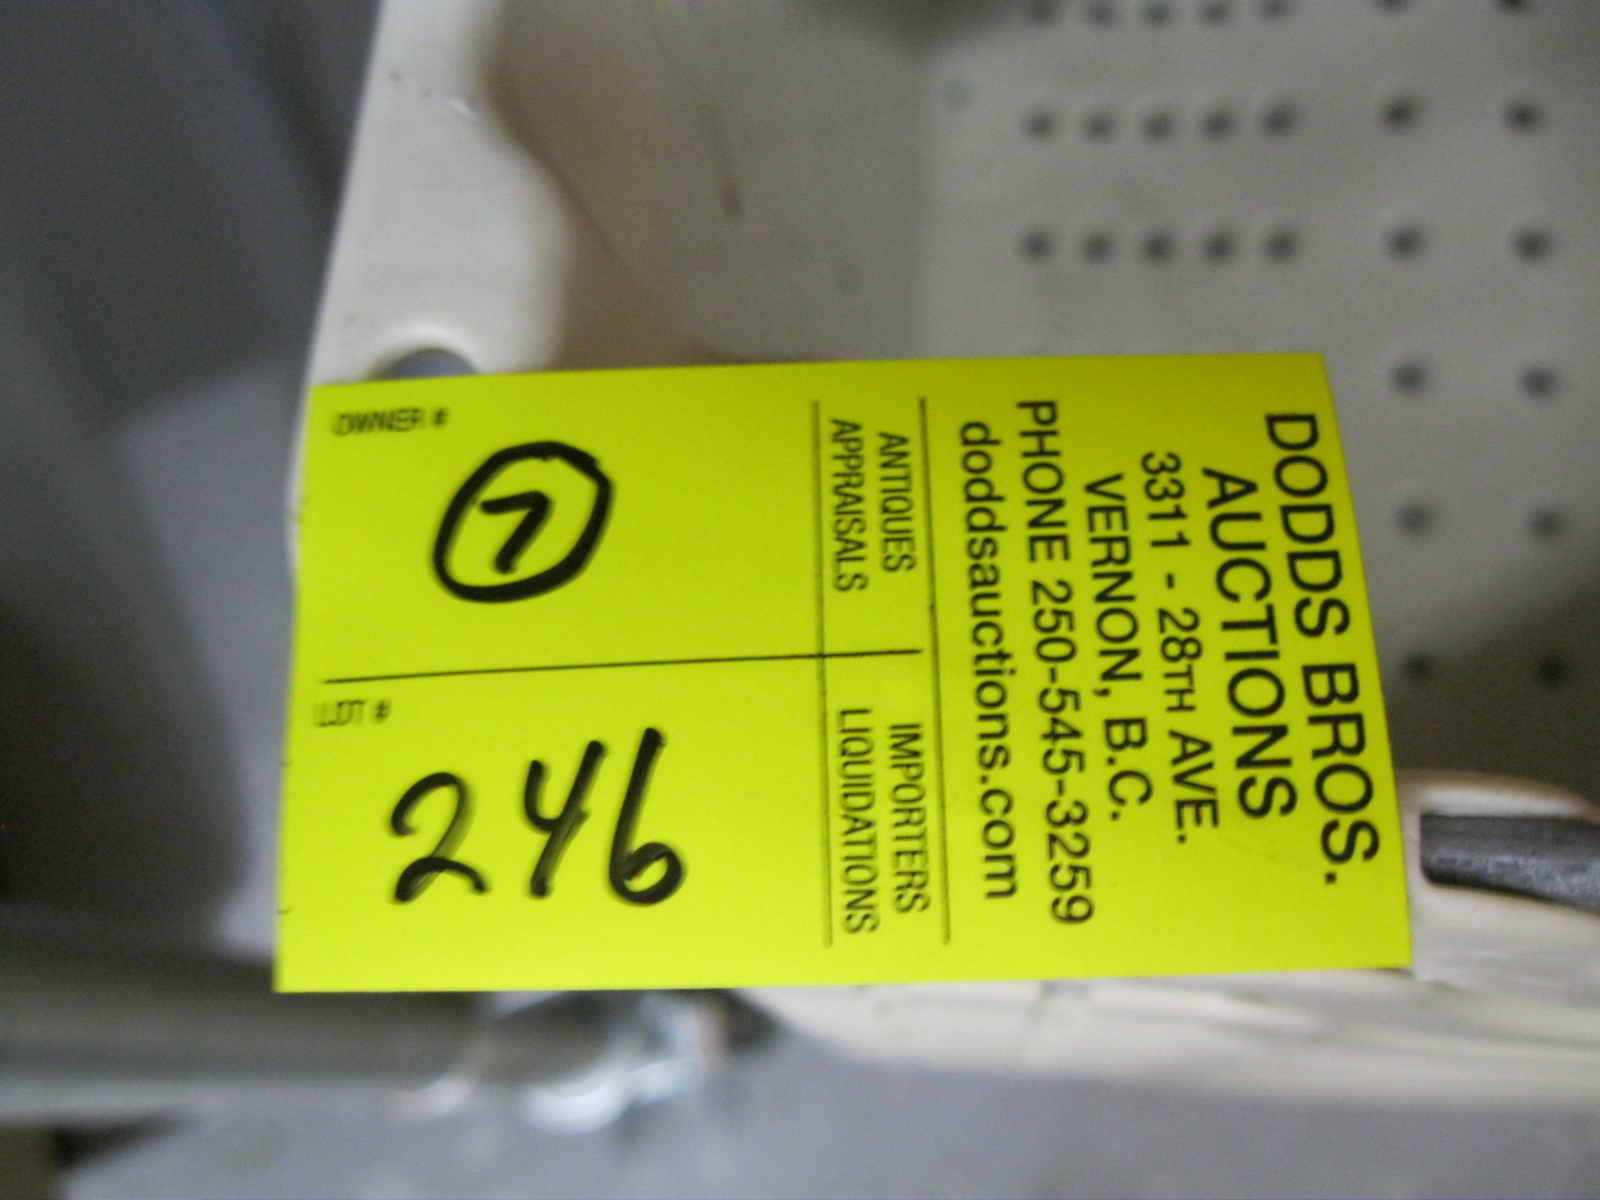 DODDS BROS.
AUCTIONS
3311 - 28TH AVE.
VERNON, B.C.
PHONE 250-545-3259
doddsauctions.com
ANTIQUES
APPRAISALS
IMPORTERS
LIQUIDATIONS
OWNER #
7
LOT #
246